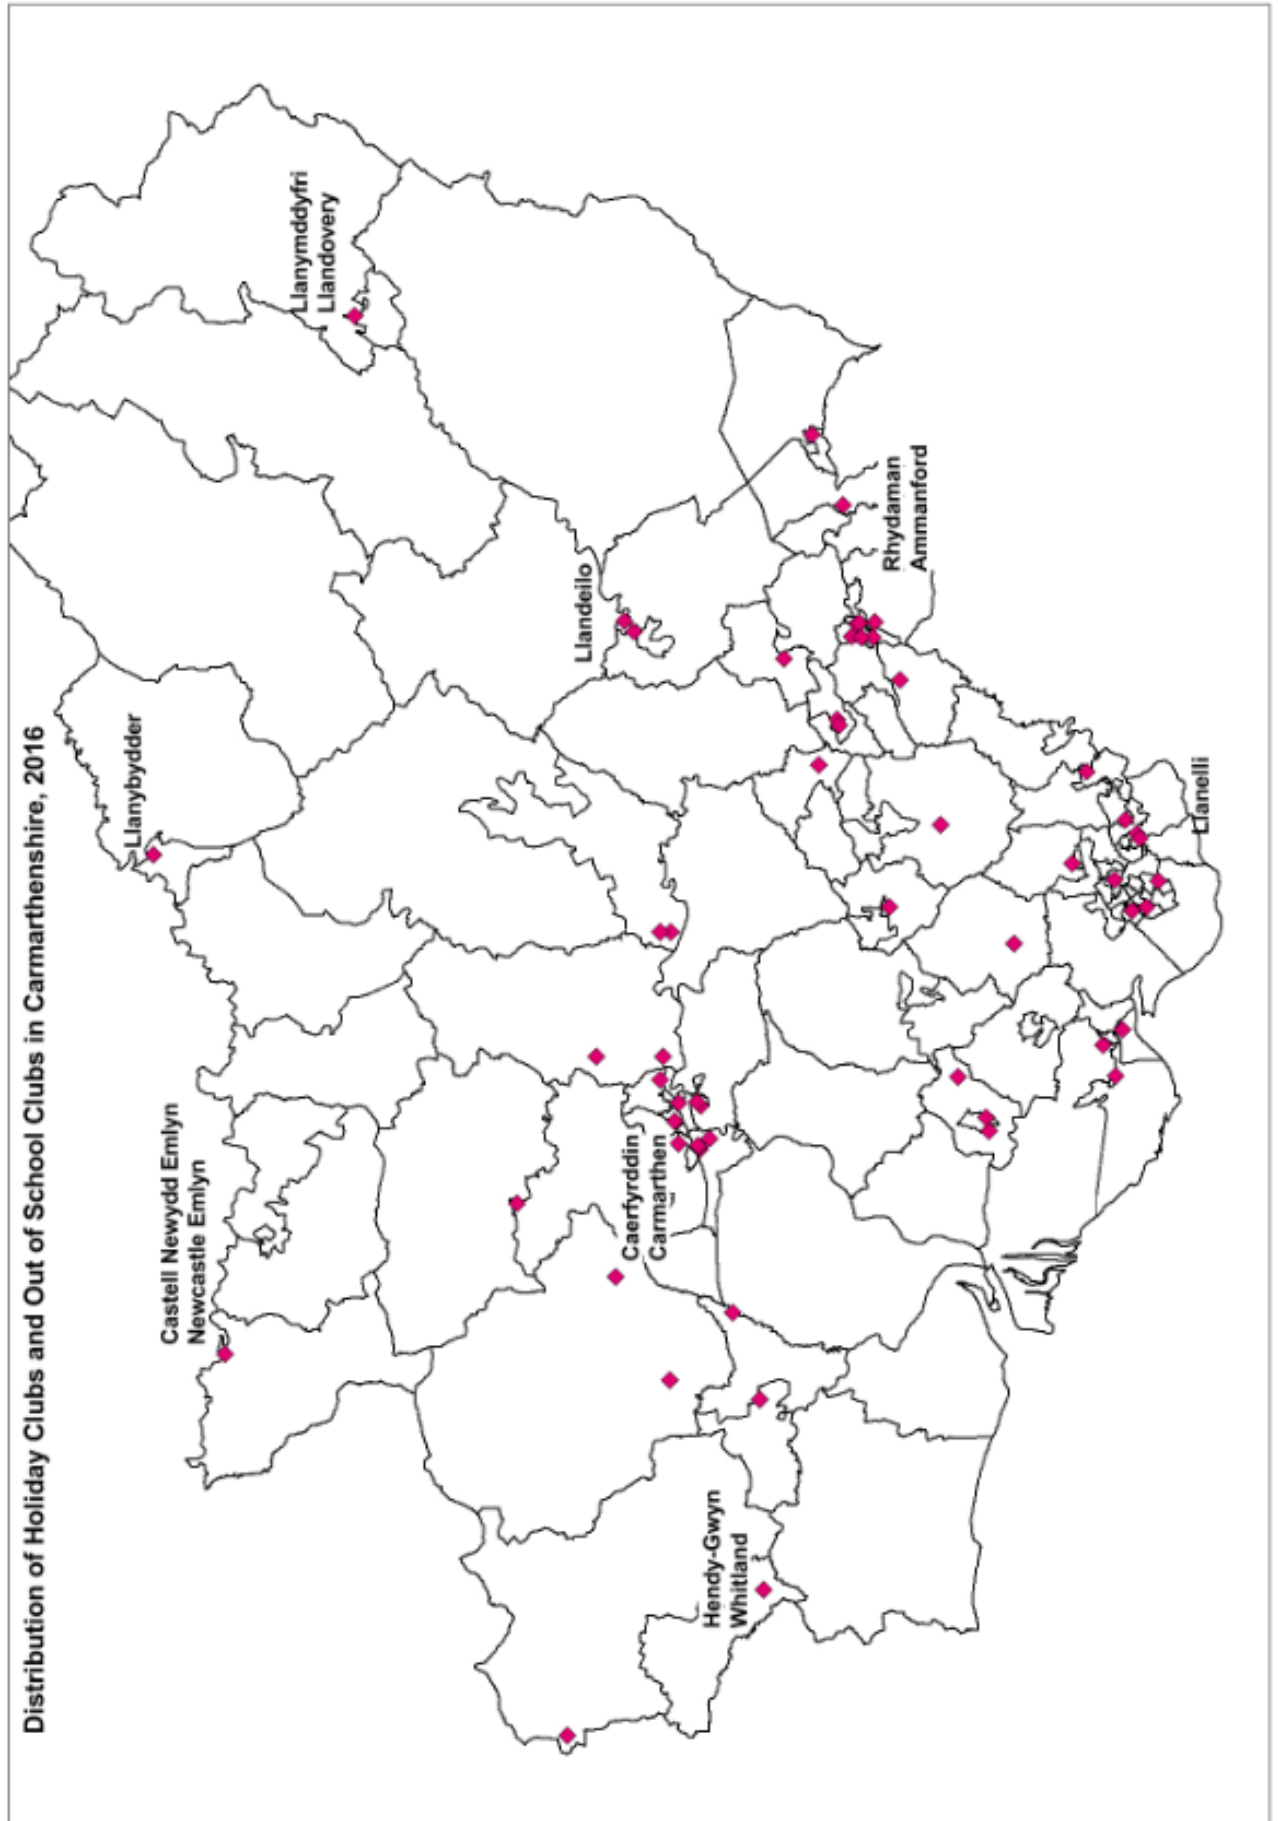 Distribution of Holiday Clubs and Out of School Clubs in Carmarthenshire, 2016
Llanybydder
Castell Newydd Emlyn
Newcastle Emlyn
Llanymddyfri
Llandovery
Llandeilo
Caerfyrddin
Carmarthen
Hendy-Gwyn
Whitland
Rhydaman
Ammanford
Llanelli